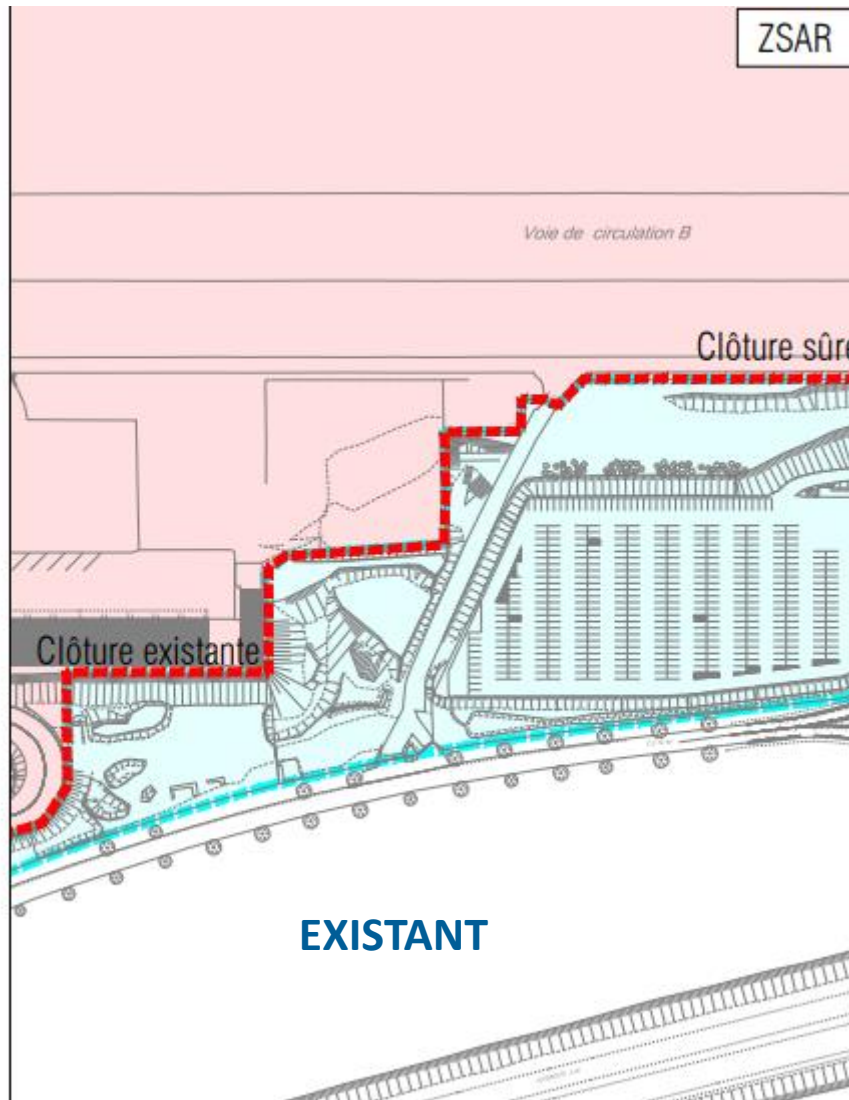 ZSAR
Voie de circulation B
Clôture sûre
Clôture existante
EXISTANT